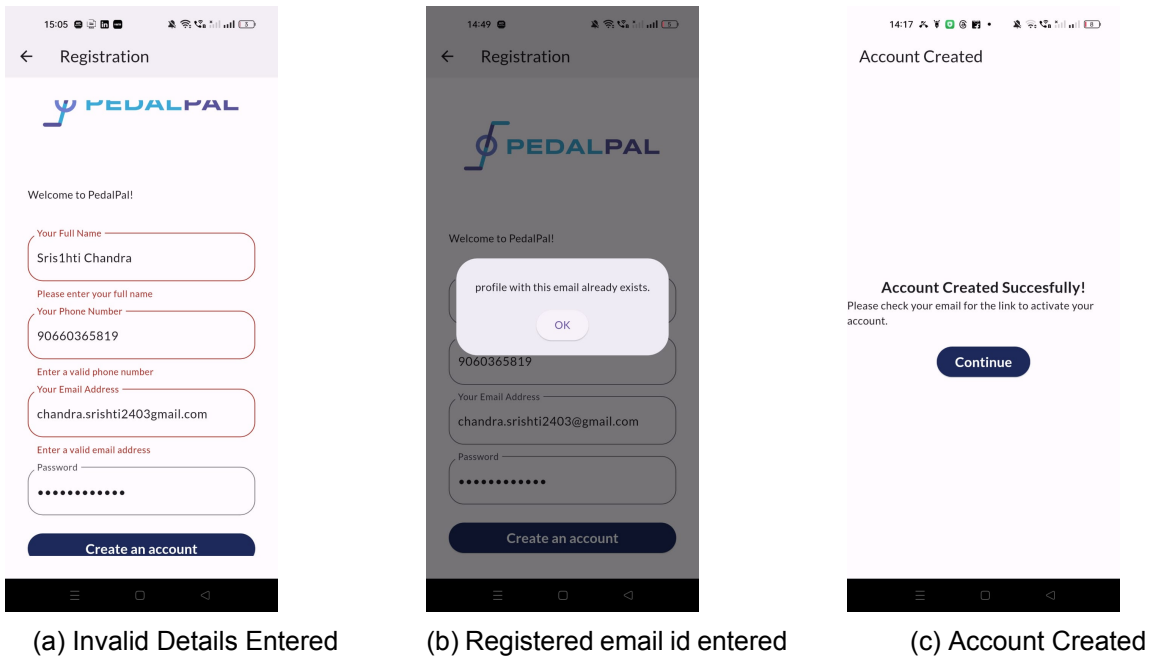 15:05
5
Registration
PEDALPAL
Welcome to PedalPal!
Your Full Name
Sris1hti Chandra
Please enter your full name
Your Phone Number
90660365819
Enter a valid phone number
Your Email Address
chandra.srishti2403gmail.com
Enter a valid email address
Password
••••••••••••
Create an account
(a) Invalid Details Entered
14:49
5
Registration
PEDALPAL
Welcome to PedalPal!
profile with this email already exists.
OK
9060365819
Your Email Address
chandra.srishti2403@gmail.com
Password
••••••••••••
Create an account
(b) Registered email id entered
14:17
8
Account Created
Account Created Succesfully!
Please check your email for the link to activate your
account.
Continue
(c) Account Created